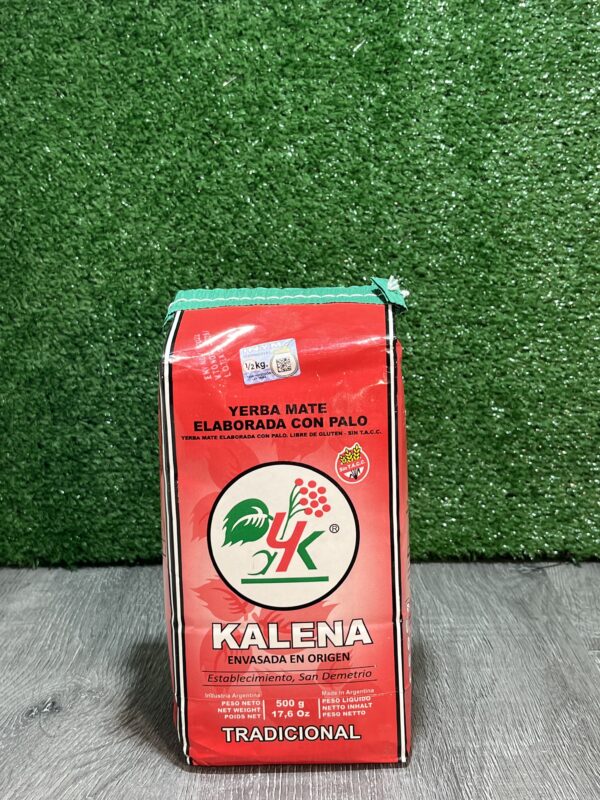 I.N.Y.M.
1/2 kg.
YERBA MATE
ELABORADA CON PALO
YERBA MATE ELABORADA CON PALO. LIBRE DE GLUTEN - SIN T.A.C.C.
Sin T.A.C.C.
YK ®
KALENA
ENVASADA EN ORIGEN
Establecimiento, San Demetrio
Industria Argentina
PESO NETO
NET WEIGHT
POIDS NET
500 g
17,6 Oz
Made in Argentina
PESO LIQUIDO
NETTO INHALT
PESO NETTO
TRADICIONAL